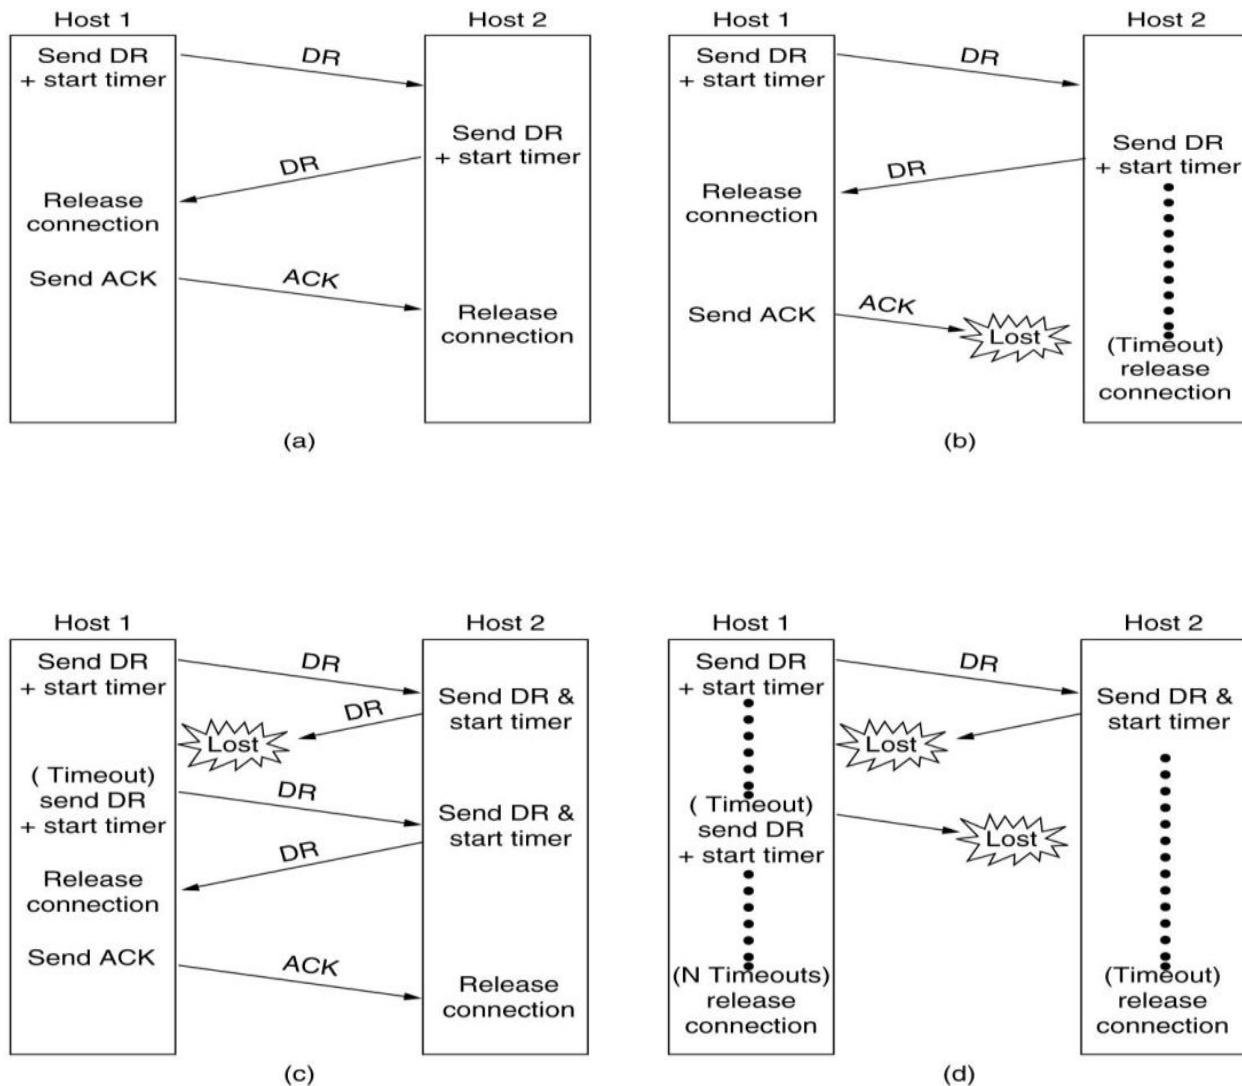 Host 1
Host 2
Send DR
+ start timer
DR
Send DR
+ start timer
DR
Release
connection
Send ACK
ACK
Release
connection
(a)
Host 1
Host 2
Send DR
+ start timer
DR
Send DR
+ start timer
DR
Release
connection
Send ACK
ACK
Lost
(Timeout)
release
connection
(b)
Host 1
Host 2
Send DR
+ start timer
DR
Send DR &
start timer
DR
Lost
( Timeout)
send DR
+ start timer
DR
Send DR &
start timer
DR
Release
connection
Send ACK
ACK
Release
connection
(c)
Host 1
Host 2
Send DR
+ start timer
DR
Send DR &
start timer
Lost
( Timeout)
send DR
+ start timer
Lost
(N Timeouts)
release
connection
(Timeout)
release
connection
(d)